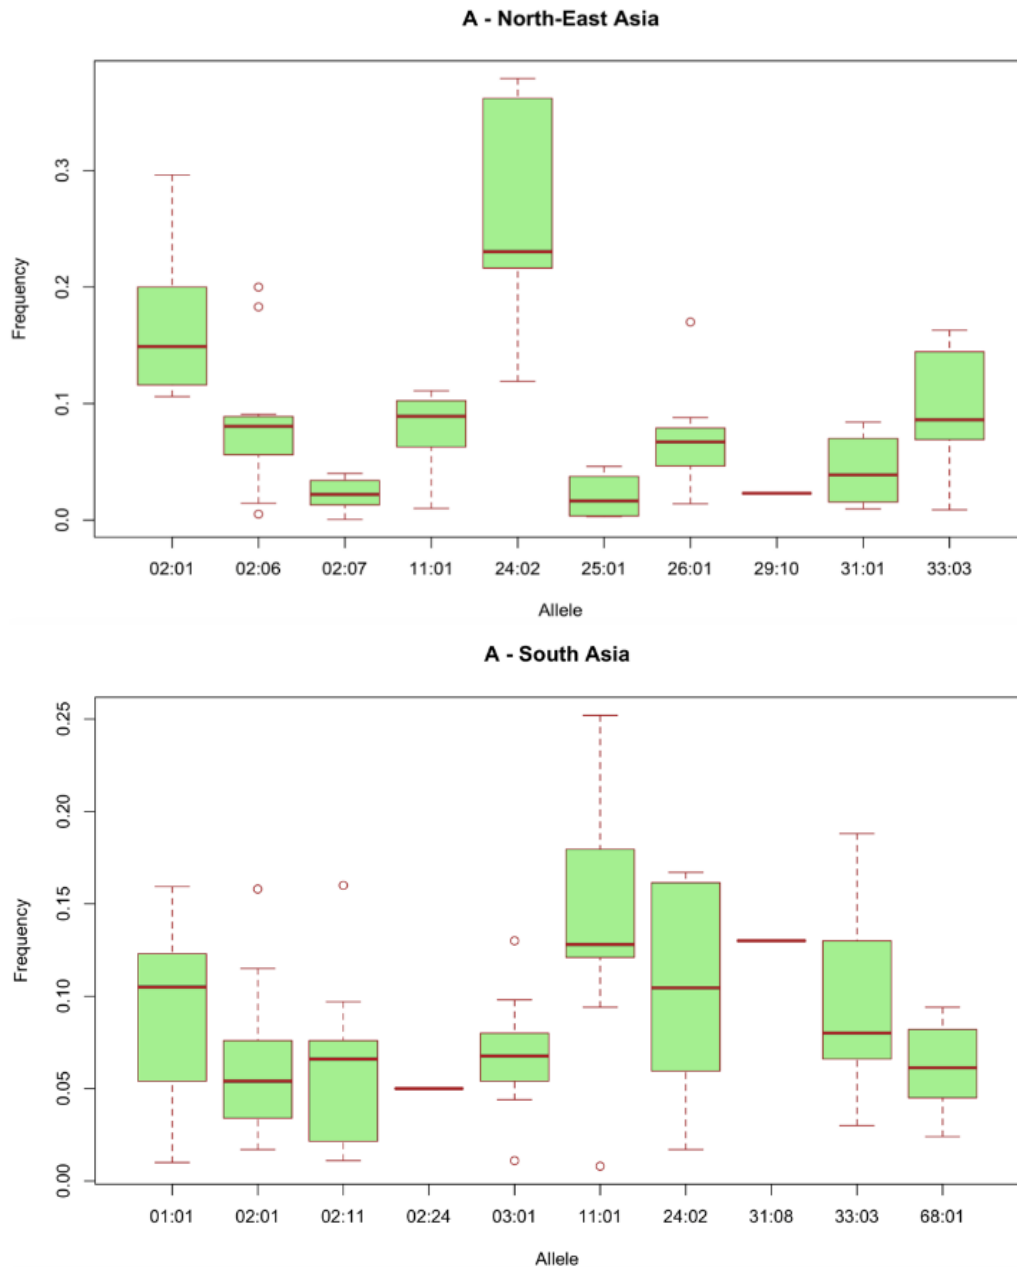 A - North-East Asia
Frequency
0.3
0.2
0.1
0.0
02:01 02:06 02:07 11:01 24:02 25:01 26:01 29:10 31:01 33:03
Allele
A - South Asia
Frequency
0.25
0.20
0.15
0.10
0.05
0.00
01:01 02:01 02:11 02:24 03:01 11:01 24:02 31:08 33:03 68:01
Allele